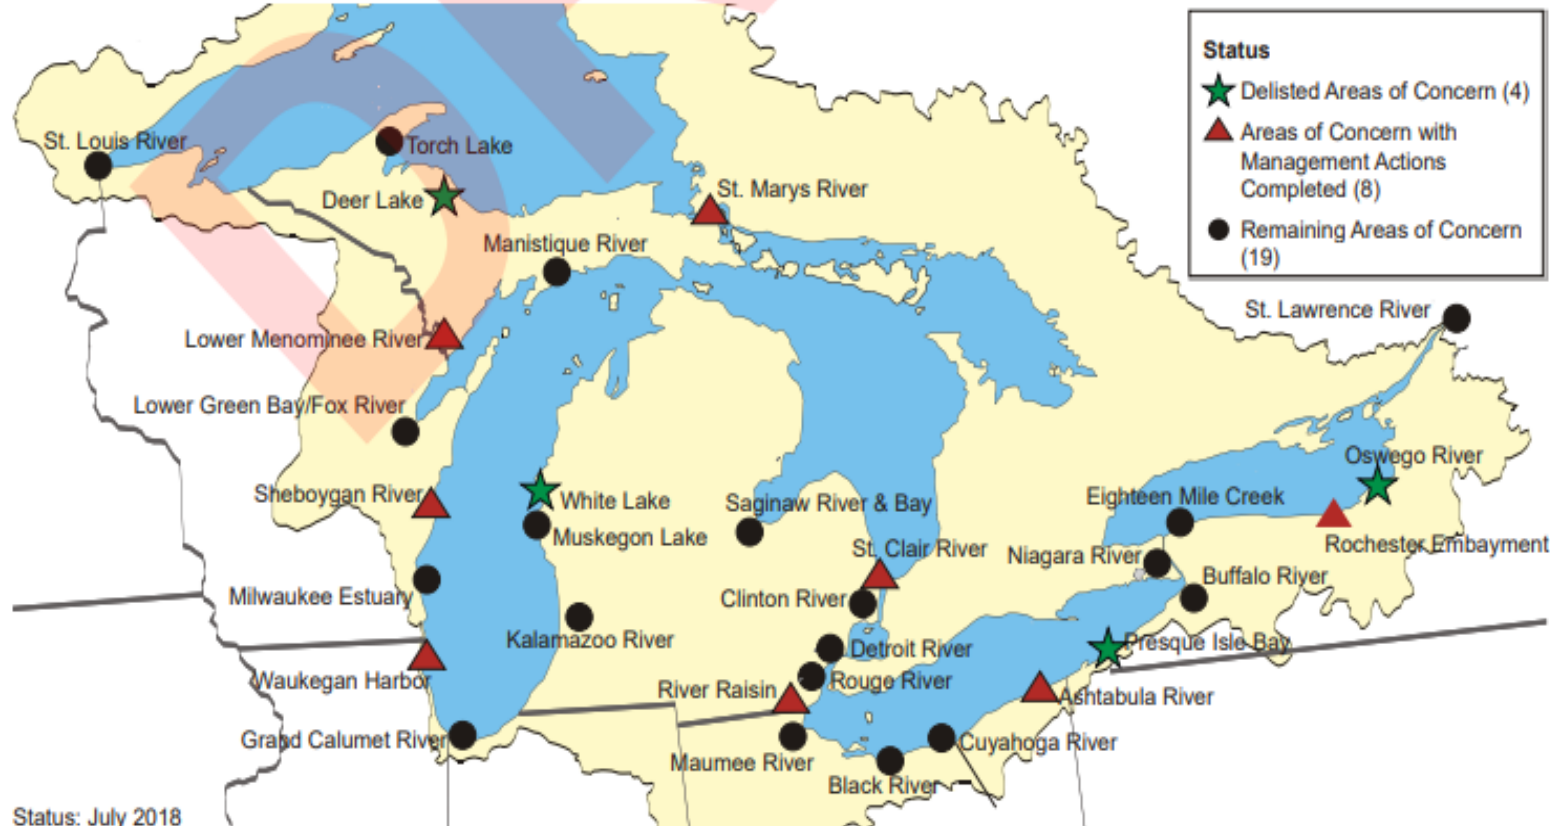 Status
Delisted Areas of Concern (4)
Areas of Concern with
Management Actions
Completed (8)
Remaining Areas of Concern
(19)
St. Louis River
Torch Lake
Deer Lake
St. Marys River
Manistique River
St. Lawrence River
Lower Menominee River
Lower Green Bay/Fox River
Oswego River
Sheboygan River
White Lake
Saginaw River & Bay
Eighteen Mile Creek
Muskegon Lake
St. Clair River
Niagara River
Rochester Embayment
Milwaukee Estuary
Clinton River
Buffalo River
Kalamazoo River
Detroit River
Presque Isle Bay
Waukegan Harbor
River Raisin
Rouge River
Ashtabula River
Grand Calumet River
Maumee River
Cuyahoga River
Black River
Status: July 2018